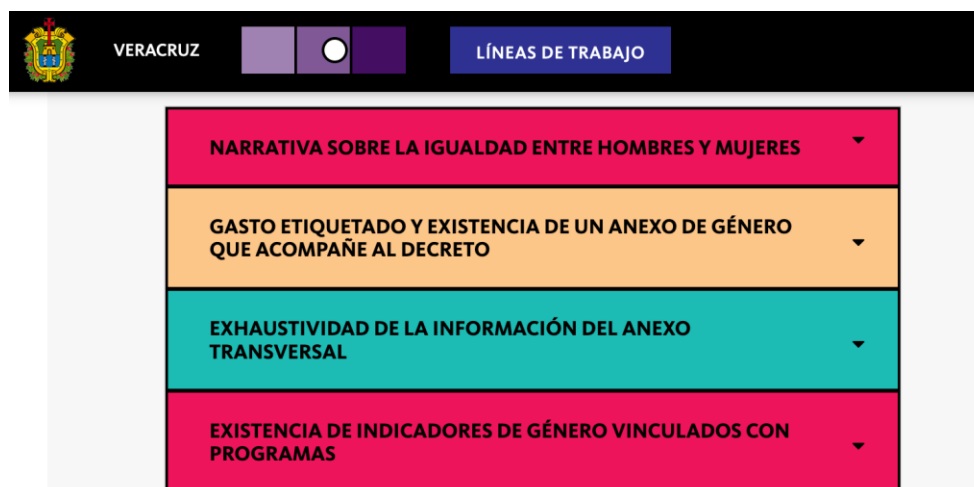 VERACRUZ
LÍNEAS DE TRABAJO
NARRATIVA SOBRE LA IGUALDAD ENTRE HOMBRES Y MUJERES
GASTO ETIQUETADO Y EXISTENCIA DE UN ANEXO DE GÉNERO
QUE ACOMPAÑE AL DECRETO
EXHAUSTIVIDAD DE LA INFORMACIÓN DEL ANEXO
TRANSVERSAL
EXISTENCIA DE INDICADORES DE GÉNERO VINCULADOS CON
PROGRAMAS